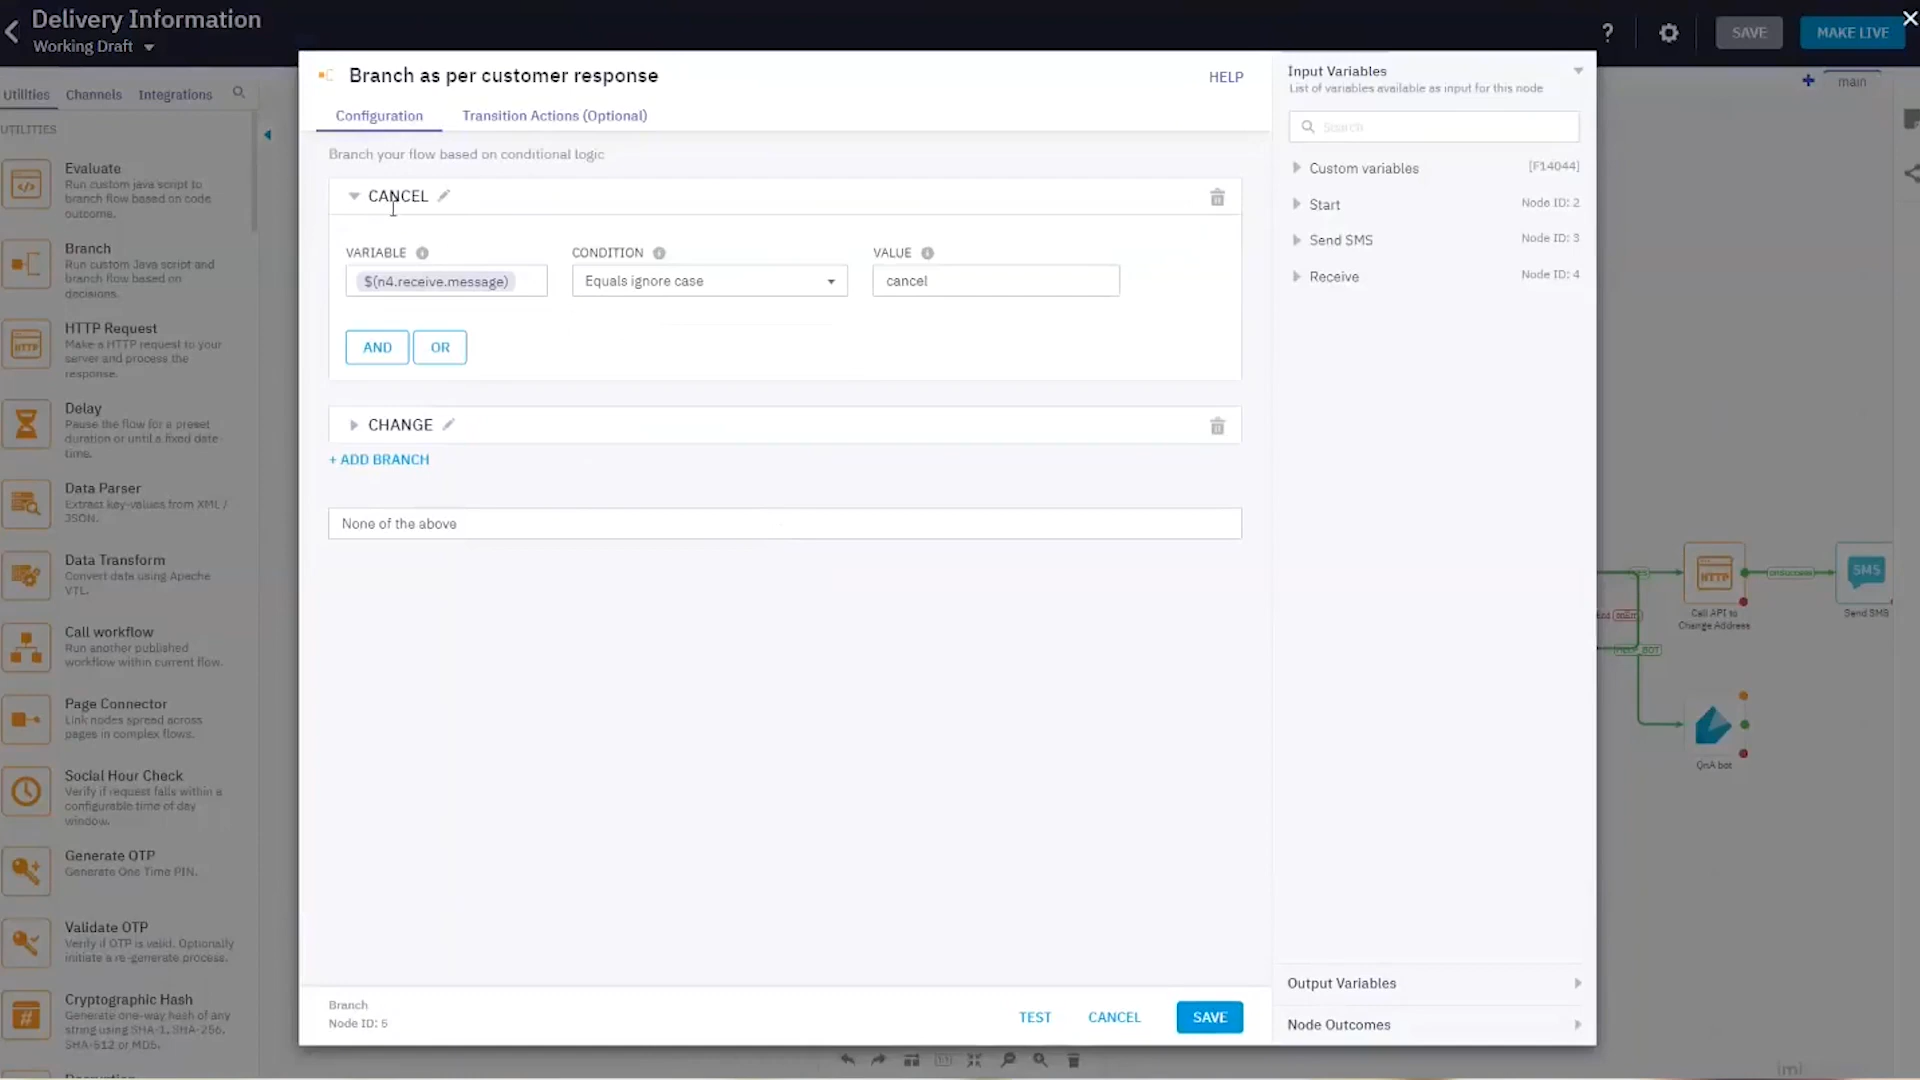 Delivery Information
Working Draft
?
SAVE
MAKE LIVE
Utilities
Channels
Integrations
UTILITIES
Evaluate
Run custom java script to
branch flow based on code
outcome.
Branch
Run custom Java script and
branch flow based on
decisions.
HTTP Request
Make a HTTP request to your
server and process the
response.
Delay
Pause the flow for a preset
duration or until a fixed date-
time.
Data Parser
Extract key-values from XML /
JSON.
Data Transform
Convert data using Apache
VTL.
Call workflow
Run another published
workflow within current flow.
Page Connector
Link nodes spread across
pages in complex flows.
Social Hour Check
Verify if request falls within a
configurable time of day
window.
Generate OTP
Generate One Time PIN.
Validate OTP
Verify if OTP is valid. Optionally
initiate a re-generate process.
Cryptographic Hash
Generate one-way hash of any
string using SHA-1, SHA-256,
SHA-512 or MD5.
Branch as per customer response
HELP
Configuration
Transition Actions (Optional)
Branch your flow based on conditional logic
CANCEL
VARIABLE
CONDITION
VALUE
$(n4.receive.message)
Equals ignore case
cancel
AND
OR
CHANGE
+ ADD BRANCH
None of the above
Branch
Node ID: 5
TEST
CANCEL
SAVE
Input Variables
List of variables available as input for this node
Search
Custom variables
[F14044]
Start
Node ID: 2
Send SMS
Node ID: 3
Receive
Node ID: 4
Output Variables
Node Outcomes
main
HTTP
Call API to
Change Address
onsuccess
SMS
Send SMS
QnA bot
imi